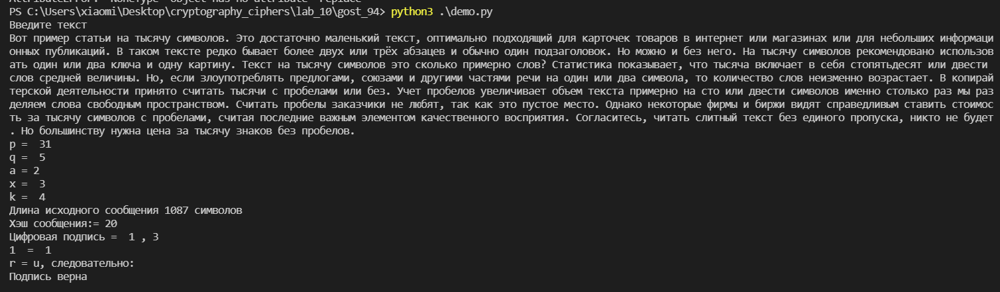 AttributeError: 'NoneType' object has no attribute 'replace'
PS C:\Users\xiaomi\Desktop\cryptography_ciphers\lab_10\gost_94> python3 .\demo.py
Введите текст
Вот пример статьи на тысячу символов. Это достаточно маленький текст, оптимально подходящий для карточек товаров в интернет или магазинах или для небольших информаци
онных публикаций. В таком тексте редко бывает более двух или трёх абзацев и обычно один подзаголовок. Но можно и без него. На тысячу символов рекомендовано использов
ать один или два ключа и одну картину. Текст на тысячу символов это сколько примерно слов? Статистика показывает, что тысяча включает в себя стопятьдесят или двести
слов средней величины. Но, если злоупотреблять предлогами, союзами и другими частями речи на один или два символа, то количество слов неизменно возрастает. В копирай
терской деятельности принято считать тысячи с пробелами или без. Учет пробелов увеличивает объем текста примерно на сто или двести символов именно столько раз мы раз
деляем слова свободным пространством. Считать пробелы заказчики не любят, так как это пустое место. Однако некоторые фирмы и биржи видят справедливым ставить стоимос
ть за тысячу символов с пробелами, считая последние важным элементом качественного восприятия. Согласитесь, читать слитный текст без единого пропуска, никто не будет
. Но большинству нужна цена за тысячу знаков без пробелов.
p =  31
q =  5
a = 2
x =  3
k =  4
Длина исходного сообщения 1087 символов
Хэш сообщения:= 20
Цифровая подпись =  1 , 3
1  =  1
r = u, следовательно:
Подпись верна